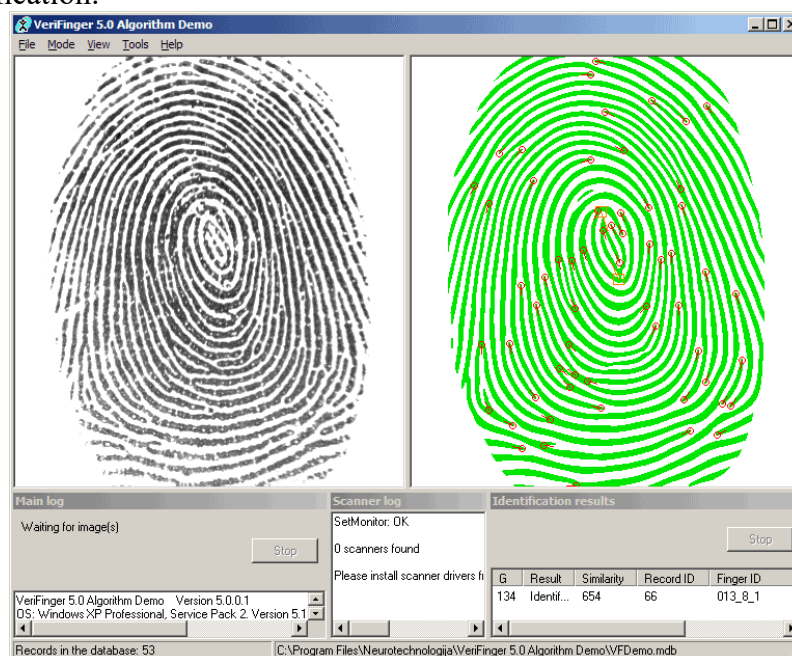 ication.
VeriFinger 5.0 Algorithm Demo
File Mode View Tools Help
Main log
Waiting for image(s)
Stop
VeriFinger 5.0 Algorithm Demo Version 5.0.0.1
OS: Windows XP Professional, Service Pack 2. Version 5.1
Scanner log
SetMonitor: OK
0 scanners found
Please install scanner drivers fr
Identification results
Stop
G Result Similarity Record ID Finger ID
134 Identif... 654 66 013_8_1
Records in the database: 53
C:\Program Files\Neurotechnologija\VeriFinger 5.0 Algorithm Demo\VFDemo.mdb